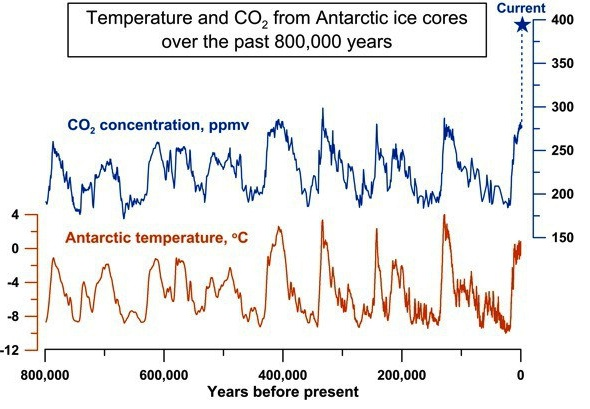 Temperature and CO₂ from Antarctic ice cores
over the past 800,000 years
Current
400
350
300
250
200
150
CO₂ concentration, ppmv
Antarctic temperature, °C
4
0
-4
-8
-12
800,000
600,000
400,000
200,000
0
Years before present